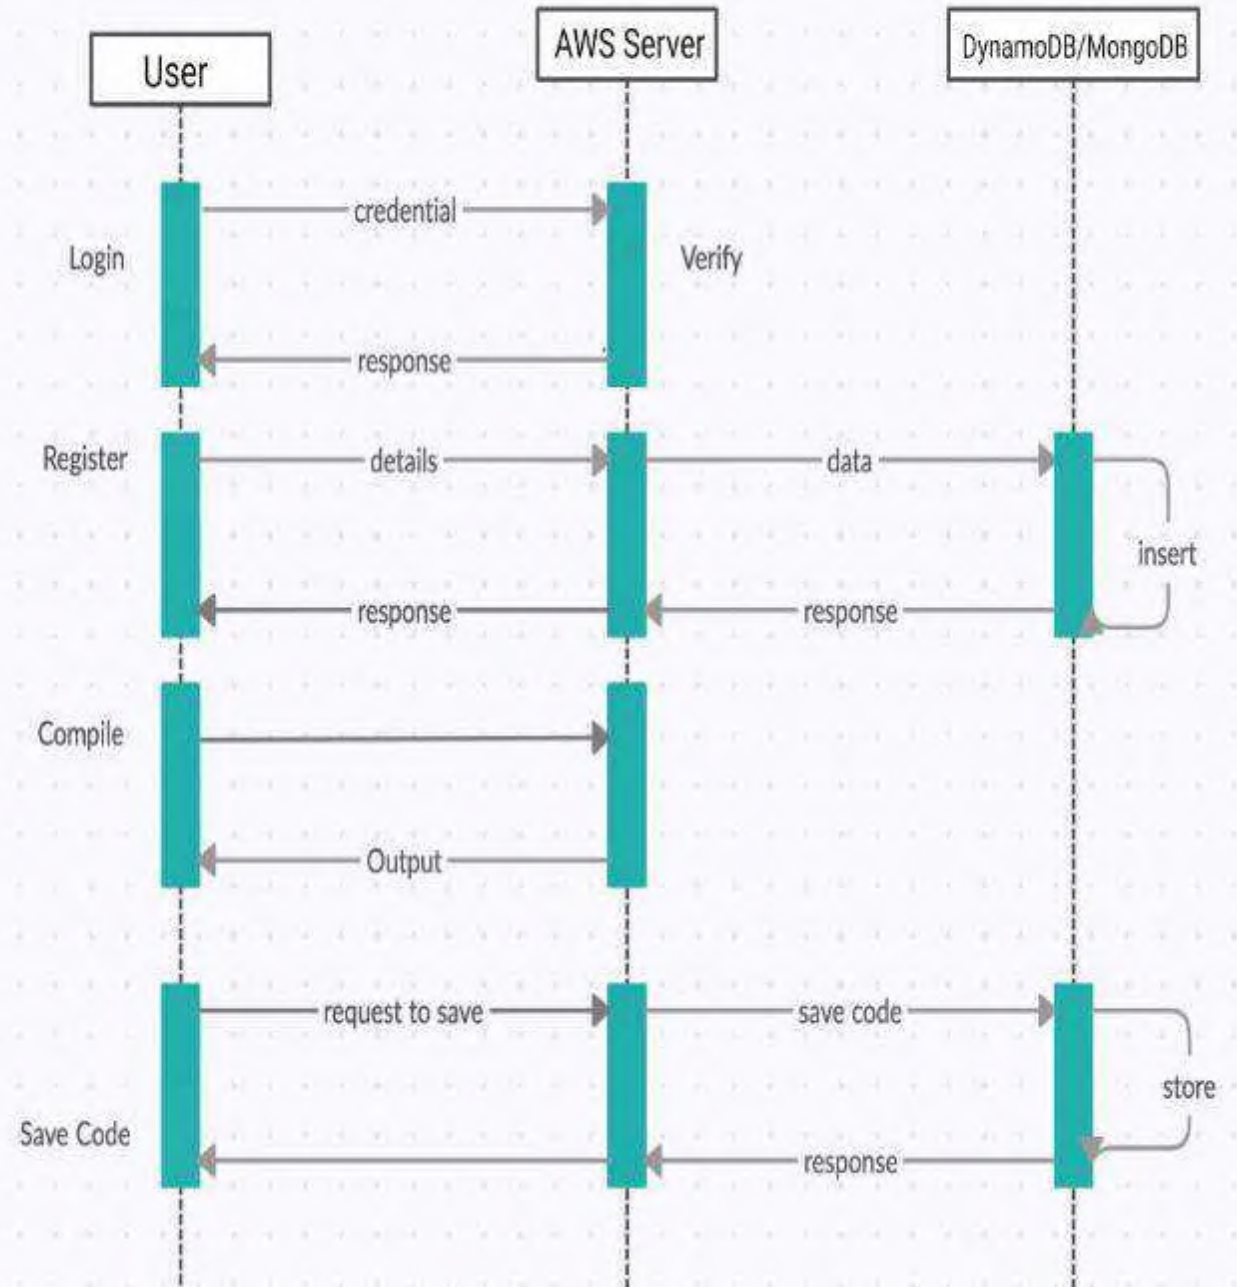 User
AWS Server
DynamoDB/MongoDB
credential
Login
Verify
response
Register
details
data
insert
response
response
Compile
Output
request to save
save code
store
Save Code
response